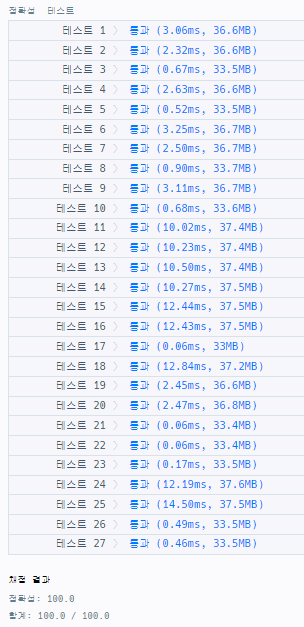 정확성 테스트
테스트 1 〉 통과 (3.06ms, 36.6MB)
테스트 2 〉 통과 (2.32ms, 36.6MB)
테스트 3 〉 통과 (0.67ms, 33.5MB)
테스트 4 〉 통과 (2.63ms, 36.6MB)
테스트 5 〉 통과 (0.52ms, 33.5MB)
테스트 6 〉 통과 (3.25ms, 36.7MB)
테스트 7 〉 통과 (2.50ms, 36.7MB)
테스트 8 〉 통과 (0.90ms, 33.7MB)
테스트 9 〉 통과 (3.11ms, 36.7MB)
테스트 10 〉 통과 (0.68ms, 33.6MB)
테스트 11 〉 통과 (10.02ms, 37.4MB)
테스트 12 〉 통과 (10.23ms, 37.4MB)
테스트 13 〉 통과 (10.50ms, 37.4MB)
테스트 14 〉 통과 (10.27ms, 37.5MB)
테스트 15 〉 통과 (12.44ms, 37.5MB)
테스트 16 〉 통과 (12.43ms, 37.5MB)
테스트 17 〉 통과 (0.06ms, 33MB)
테스트 18 〉 통과 (12.84ms, 37.2MB)
테스트 19 〉 통과 (2.45ms, 36.6MB)
테스트 20 〉 통과 (2.47ms, 36.8MB)
테스트 21 〉 통과 (0.06ms, 33.4MB)
테스트 22 〉 통과 (0.06ms, 33.4MB)
테스트 23 〉 통과 (0.17ms, 33.5MB)
테스트 24 〉 통과 (12.19ms, 37.6MB)
테스트 25 〉 통과 (14.50ms, 37.5MB)
테스트 26 〉 통과 (0.49ms, 33.5MB)
테스트 27 〉 통과 (0.46ms, 33.5MB)
채점 결과
정확성: 100.0
합계: 100.0 / 100.0